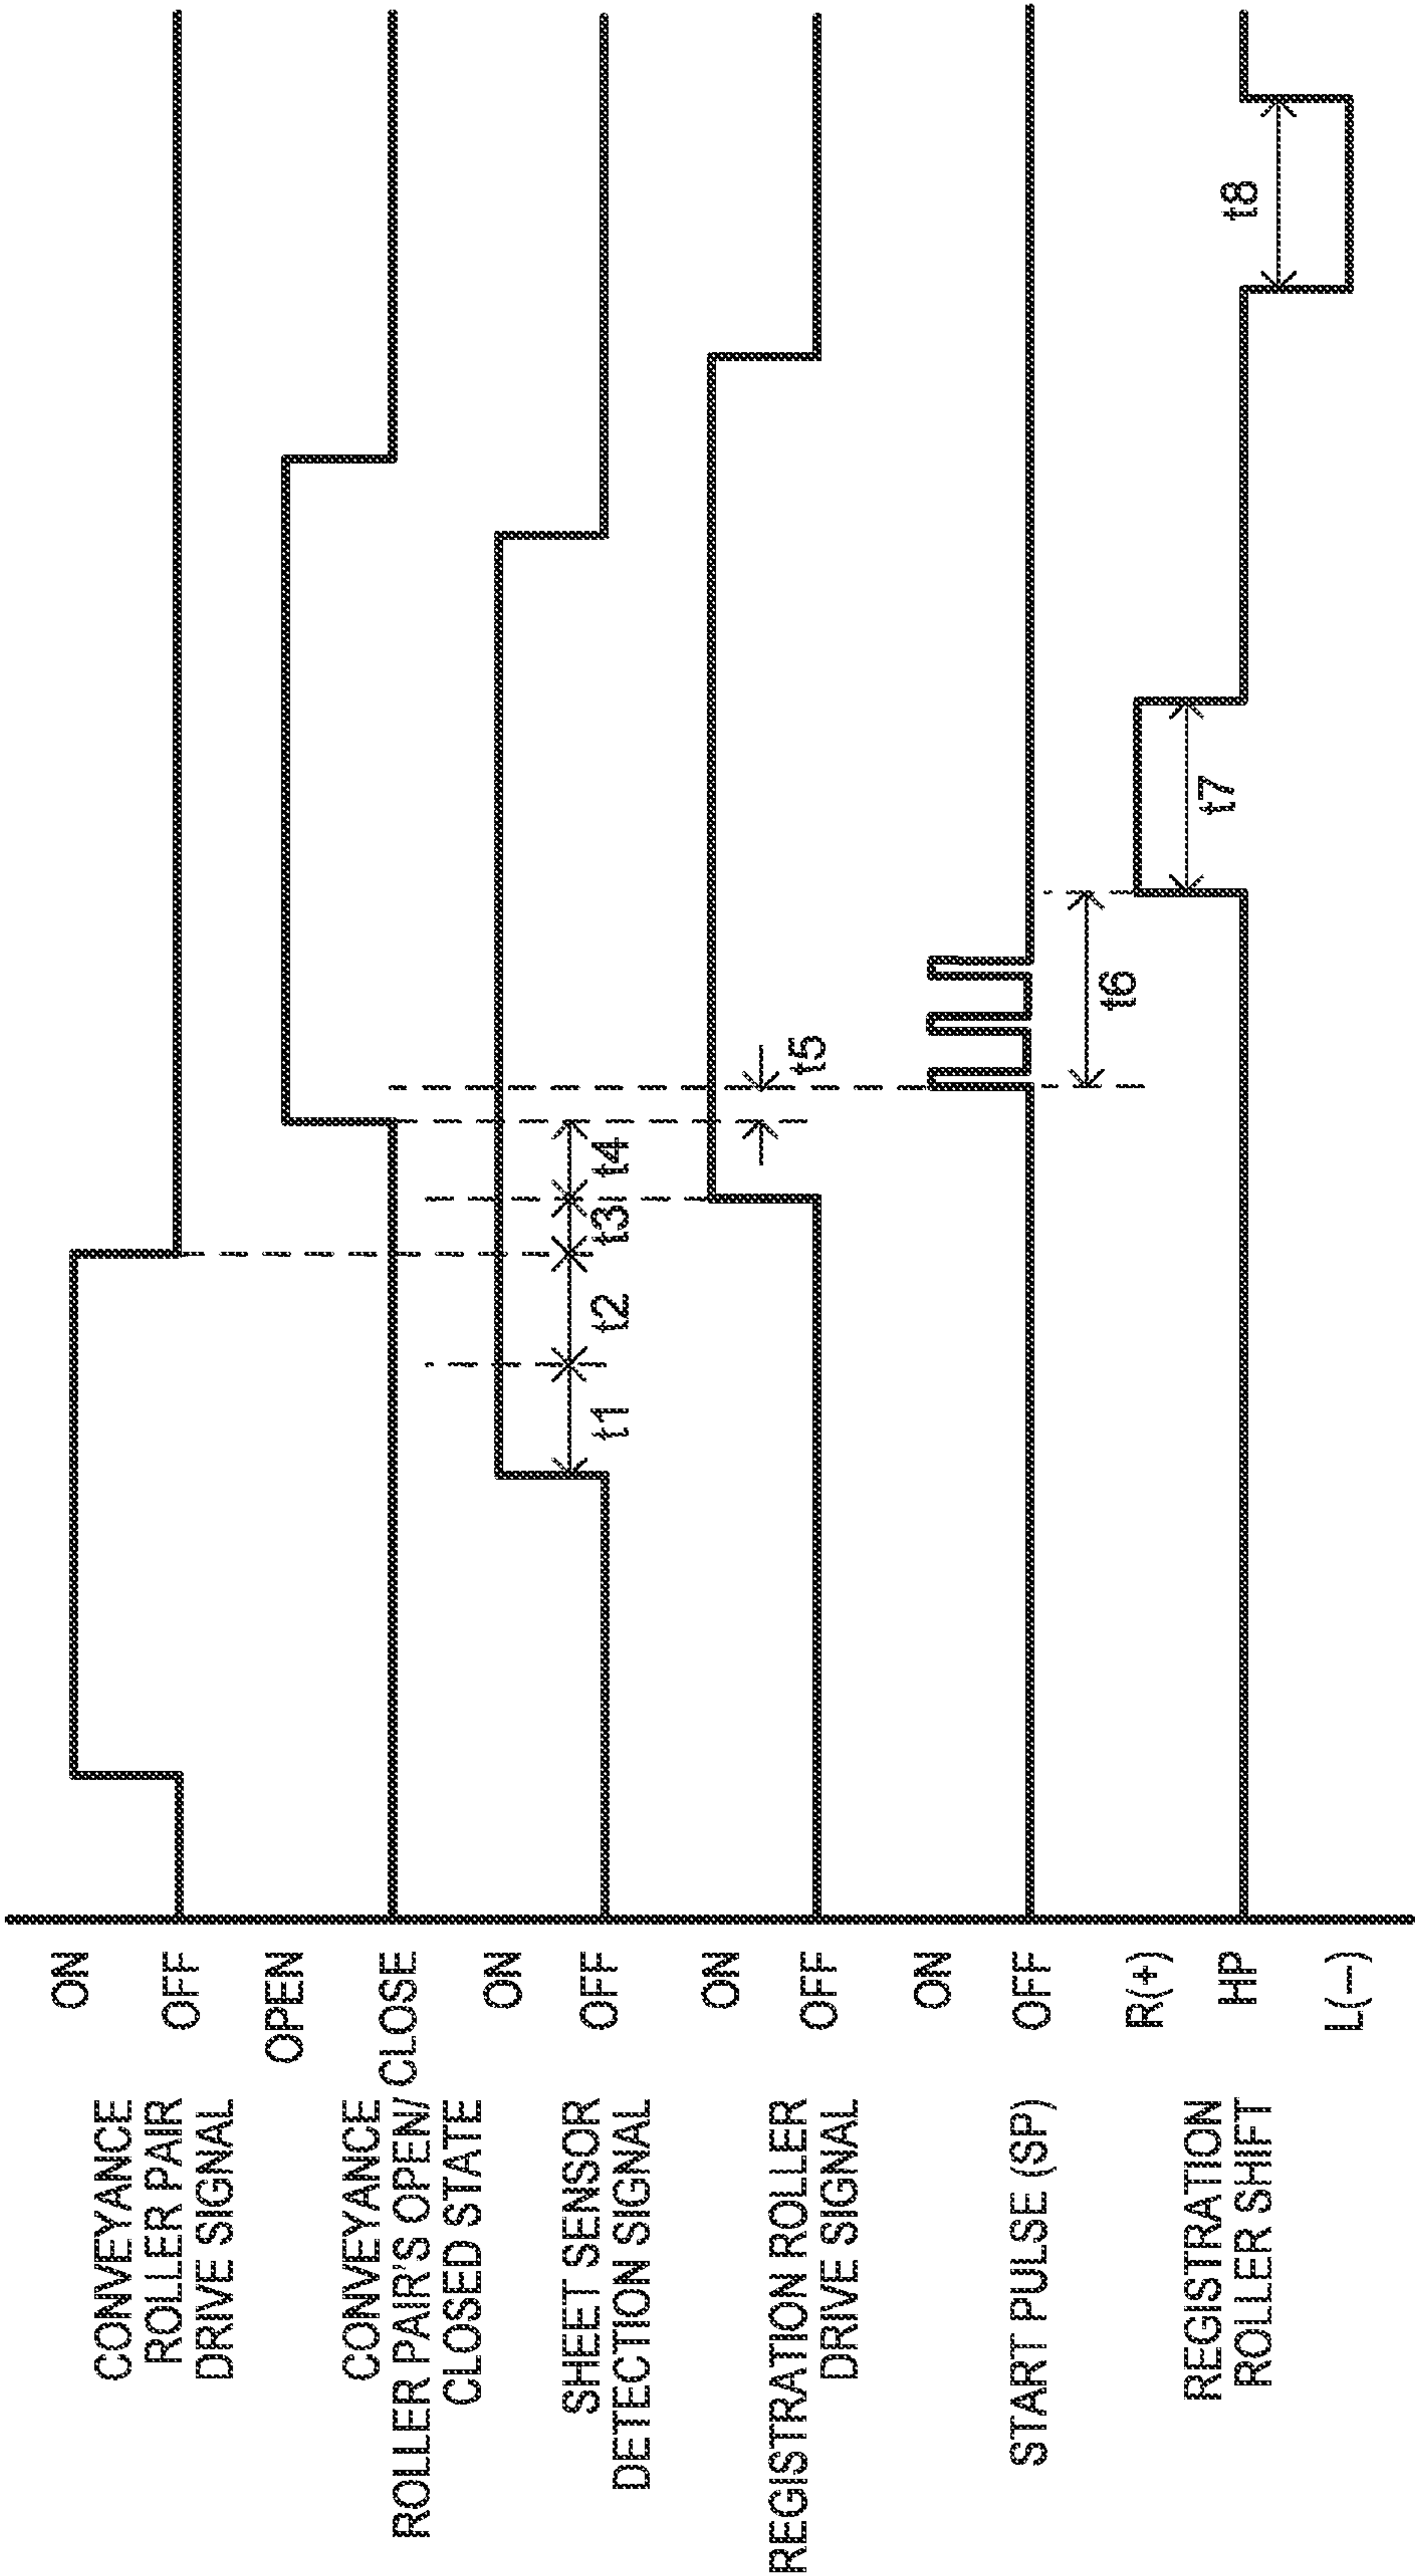 CONVEYANCE
ROLLER PAIR
DRIVE SIGNAL
ON
OFF
CONVEYANCE
ROLLER PAIR'S OPEN/
CLOSED STATE
OPEN
CLOSE
SHEET SENSOR
DETECTION SIGNAL
ON
OFF
t1
t2
t3
t4
REGISTRATION ROLLER
DRIVE SIGNAL
ON
OFF
t5
START PULSE (SP)
ON
OFF
t6
REGISTRATION
ROLLER SHIFT
R(+)
HP
L(−)
t7
t8